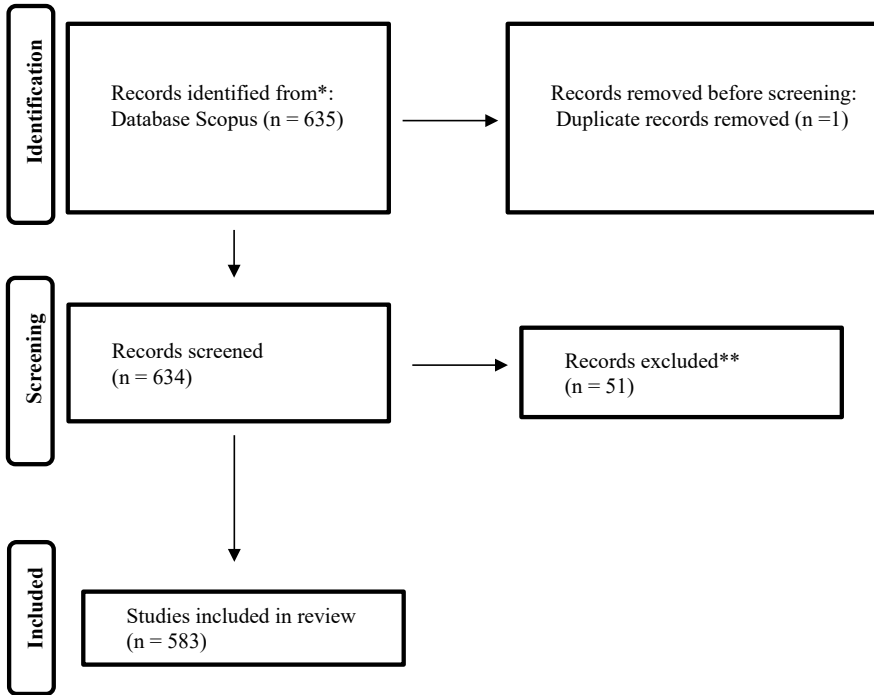 Identification
Records identified from*:
Database Scopus (n = 635)
Records removed before screening:
Duplicate records removed (n =1)
Screening
Records screened
(n = 634)
Records excluded**
(n = 51)
Included
Studies included in review
(n = 583)